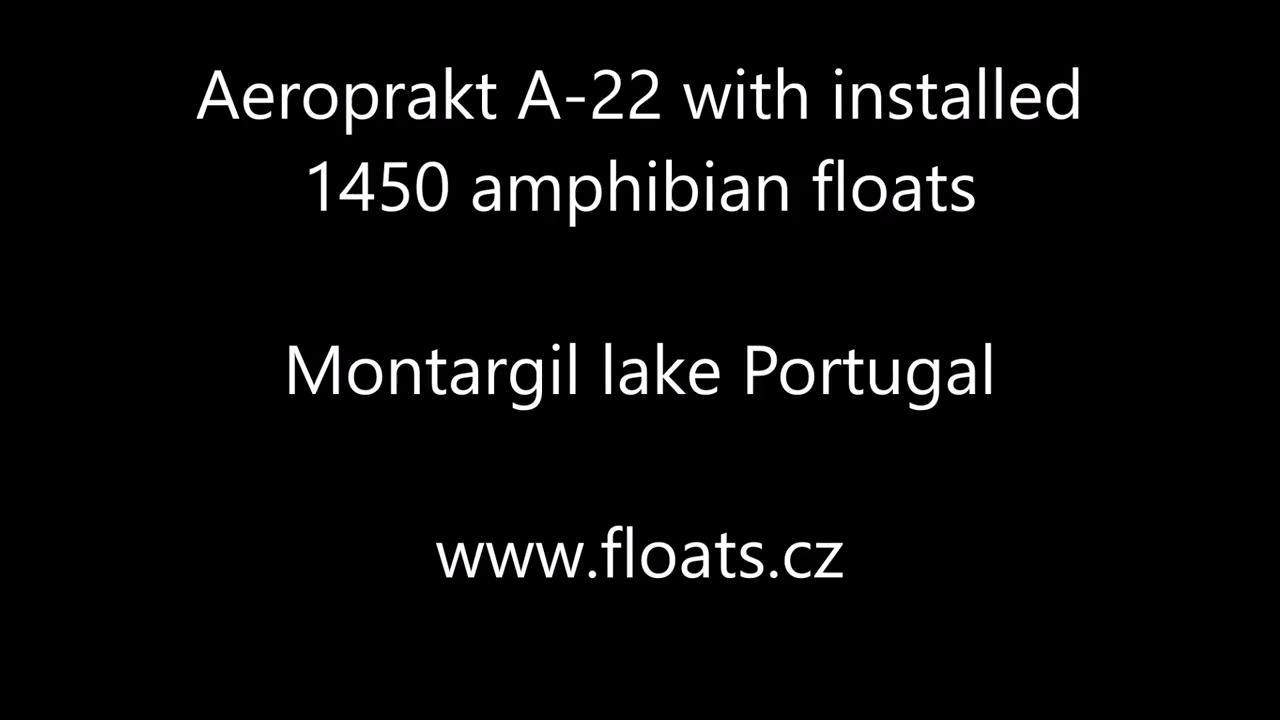 Aeroprakt A-22 with installed
1450 amphibian floats
Montargil lake Portugal
www.floats.cz